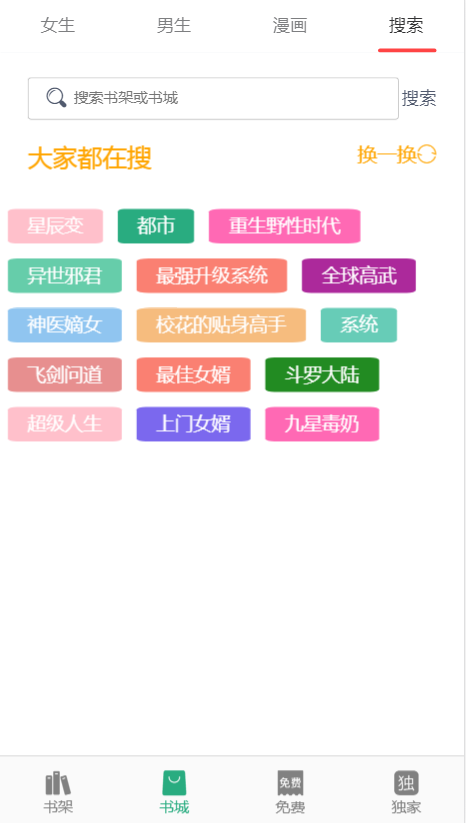 女生 男生 漫画 搜索
搜索书架或书城 搜索
大家都在搜 换一换
星辰变 都市 重生野性时代
异世邪君 最强升级系统 全球高武
神医嫡女 校花的贴身高手 系统
飞剑问道 最佳女婿 斗罗大陆
超级人生 上门女婿 九星毒奶
免费 独
书架 书城 免费 独家